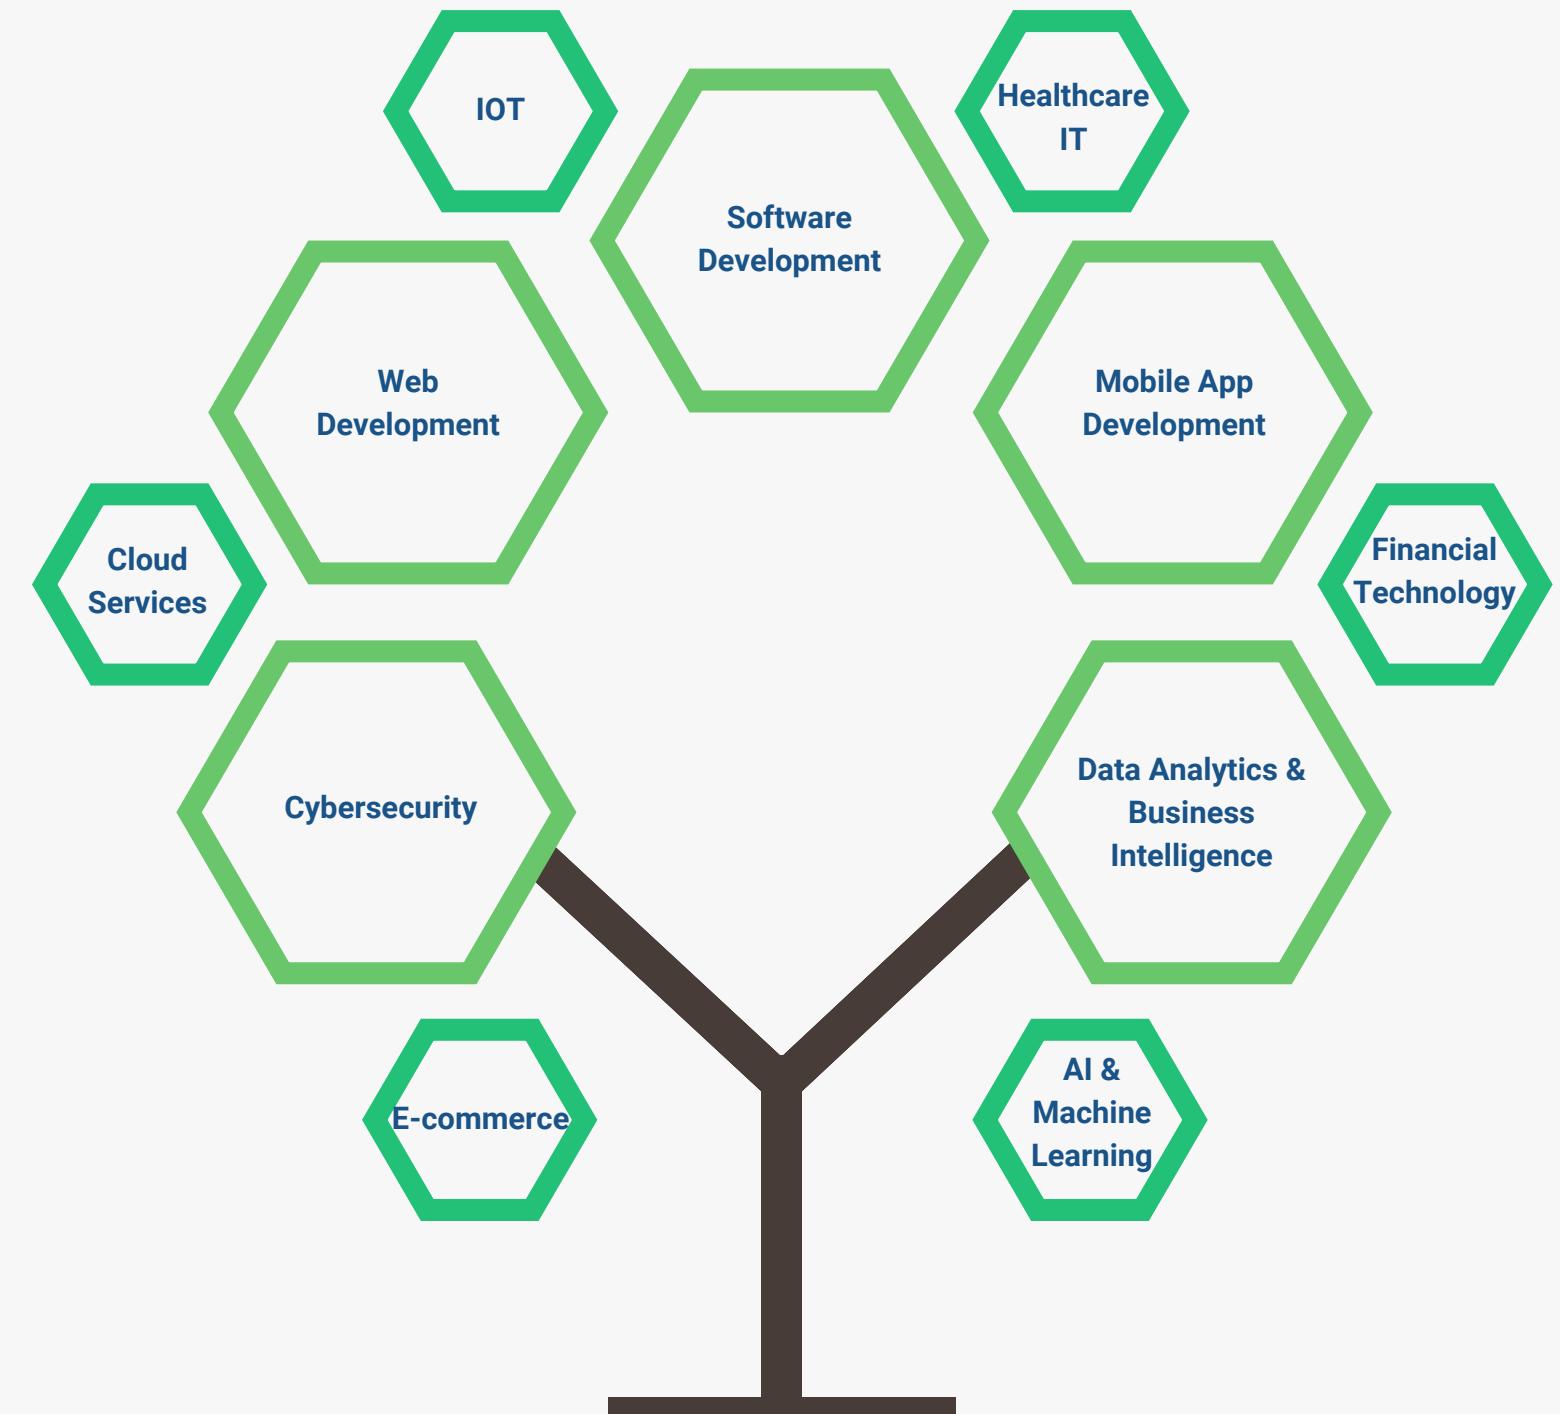 IOT
Healthcare
IT
Software
Development
Web
Development
Mobile App
Development
Cloud
Services
Financial
Technology
Cybersecurity
Data Analytics &
Business
Intelligence
E-commerce
AI &
Machine
Learning